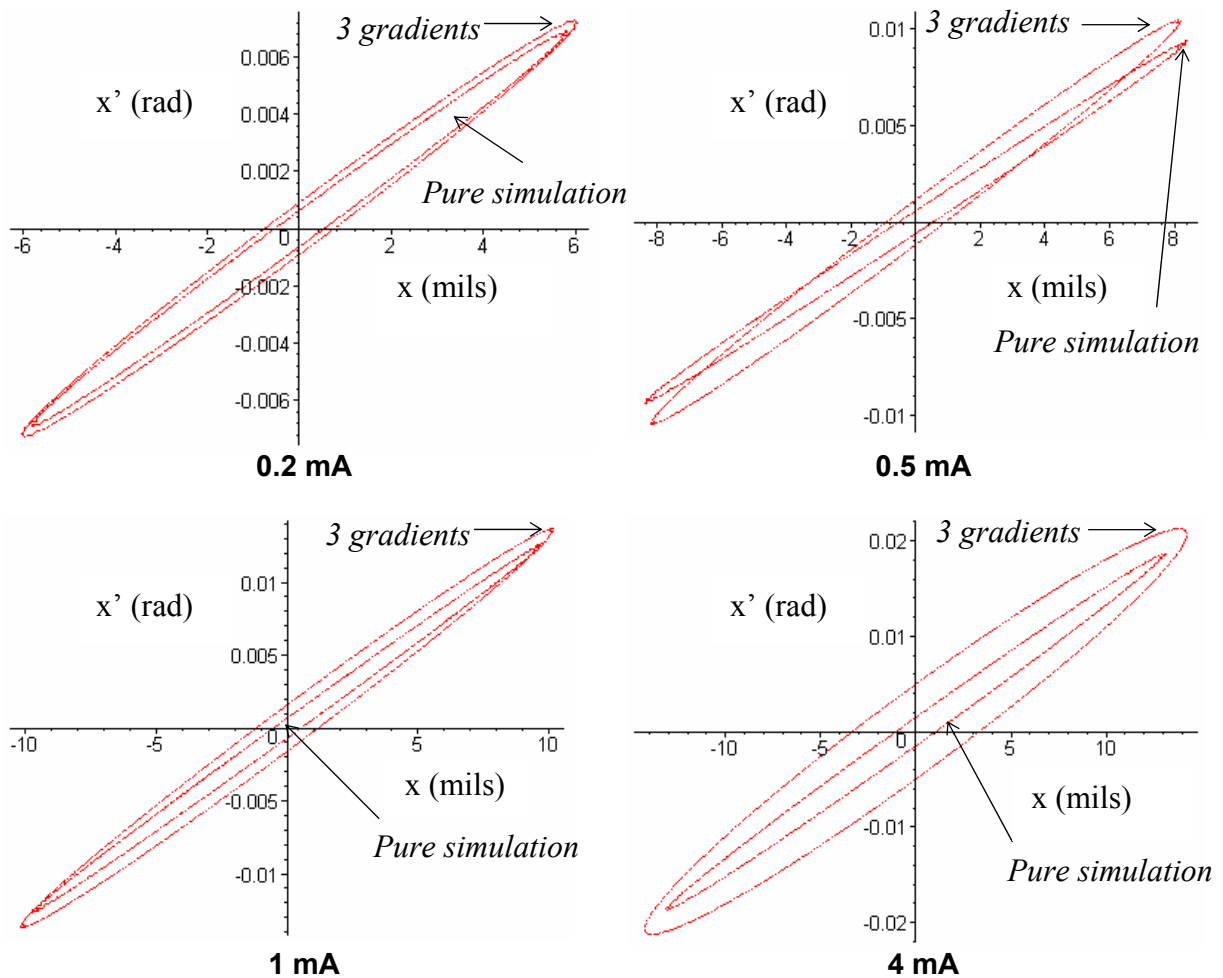 3 gradients
0.006
x' (rad)
0.004
0.002
Pure simulation
-6 -4 -2 0 2 4 6
-0.002
x (mils)
-0.004
-0.006
0.2 mA
0.01
3 gradients
x' (rad)
0.005
-8 -6 -4 -2 0 2 4 6 8
x (mils)
-0.005
Pure simulation
-0.01
0.5 mA
3 gradients
0.01
x' (rad)
0.005
-10 -5 0 5 10
x (mils)
-0.005
Pure simulation
-0.01
1 mA
3 gradients
0.02
x' (rad)
0.01
-10 -5 0 5 10
x (mils)
-0.01
Pure simulation
-0.02
4 mA